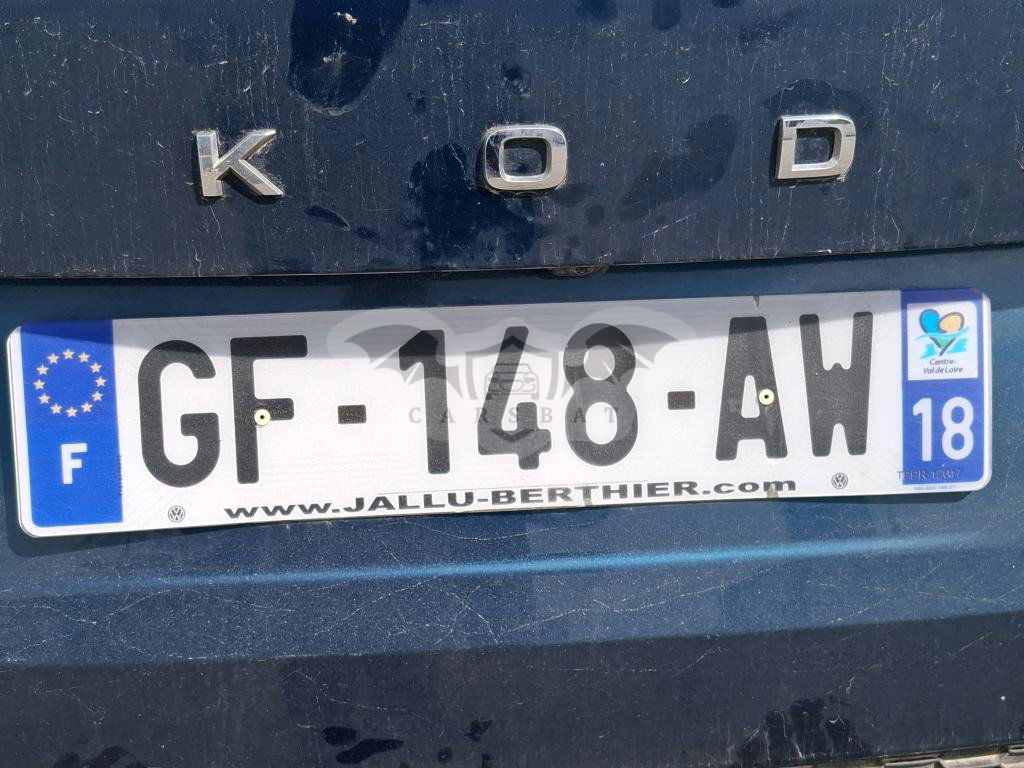 K O D
GF-148-AW
F
CARSBAT
www.JALLU-BERTHIER.com
Centre-
Val de Loire
18